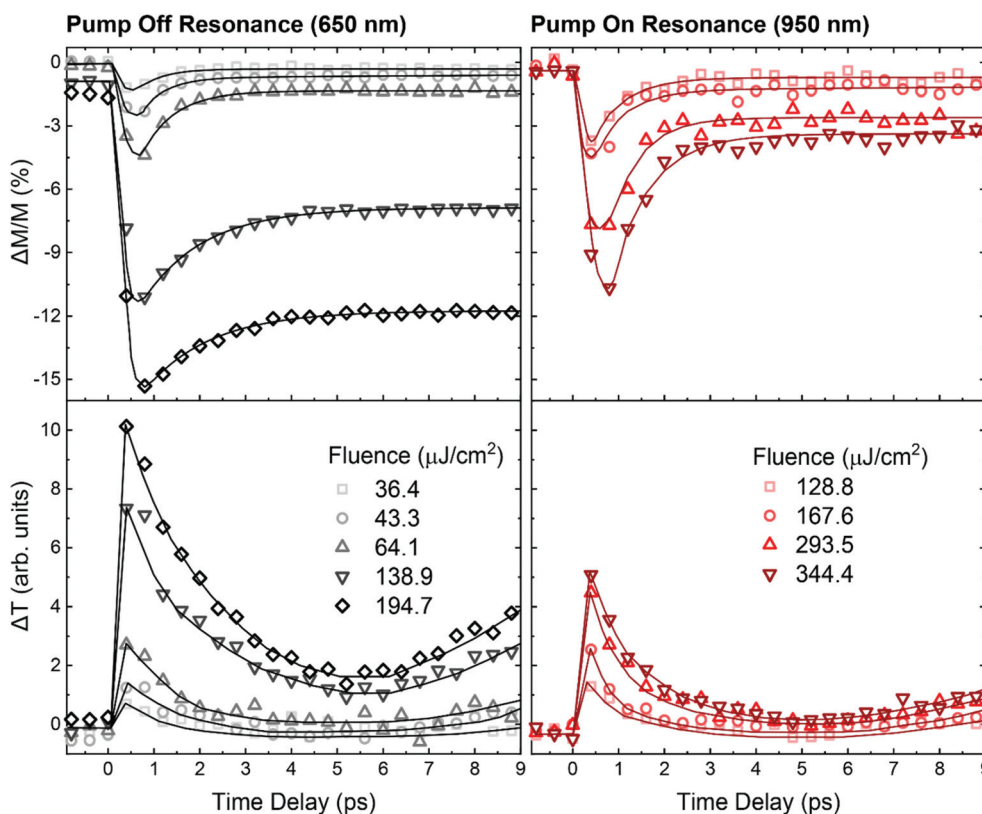 Pump Off Resonance (650 nm)
Pump On Resonance (950 nm)
0
-3
-6
-9
-12
-15
ΔM/M (%)
10
8
6
4
2
0
ΔT (arb. units)
Fluence (μJ/cm²)
36.4
43.3
64.1
138.9
194.7
Fluence (μJ/cm²)
128.8
167.6
293.5
344.4
0 1 2 3 4 5 6 7 8 9
0 1 2 3 4 5 6 7 8 9
Time Delay (ps)
Time Delay (ps)